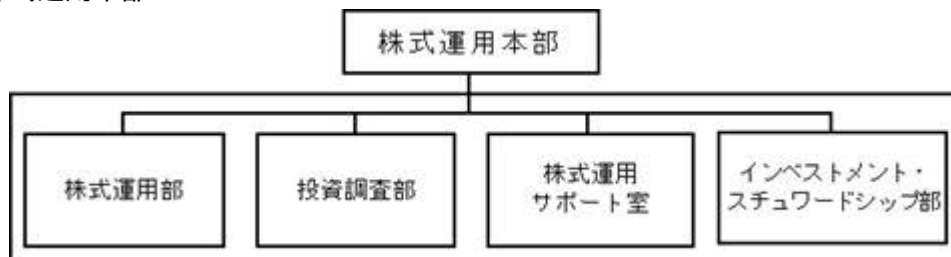 株式運用本部
株式運用部
投資調査部
株式運用
サポート室
インベストメント・
スチュワードシップ部